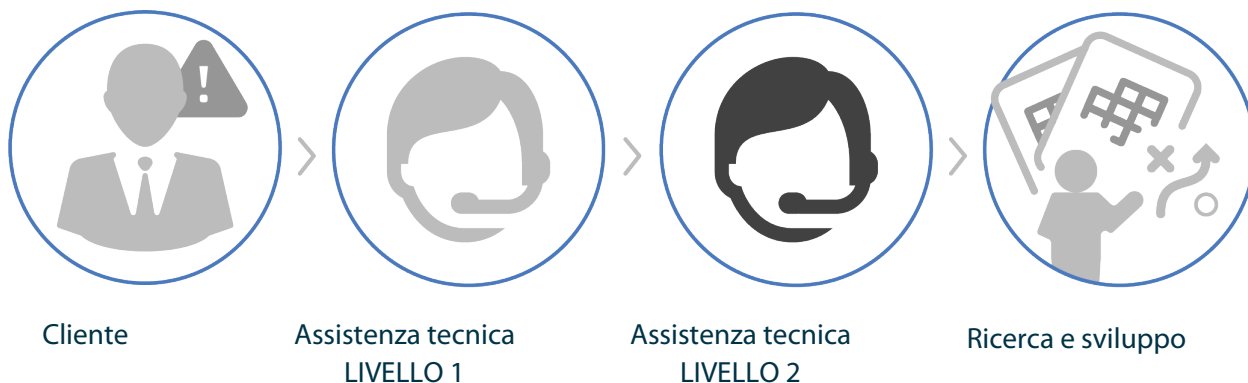 Cliente
Assistenza tecnica
LIVELLO 1
Assistenza tecnica
LIVELLO 2
Ricerca e sviluppo